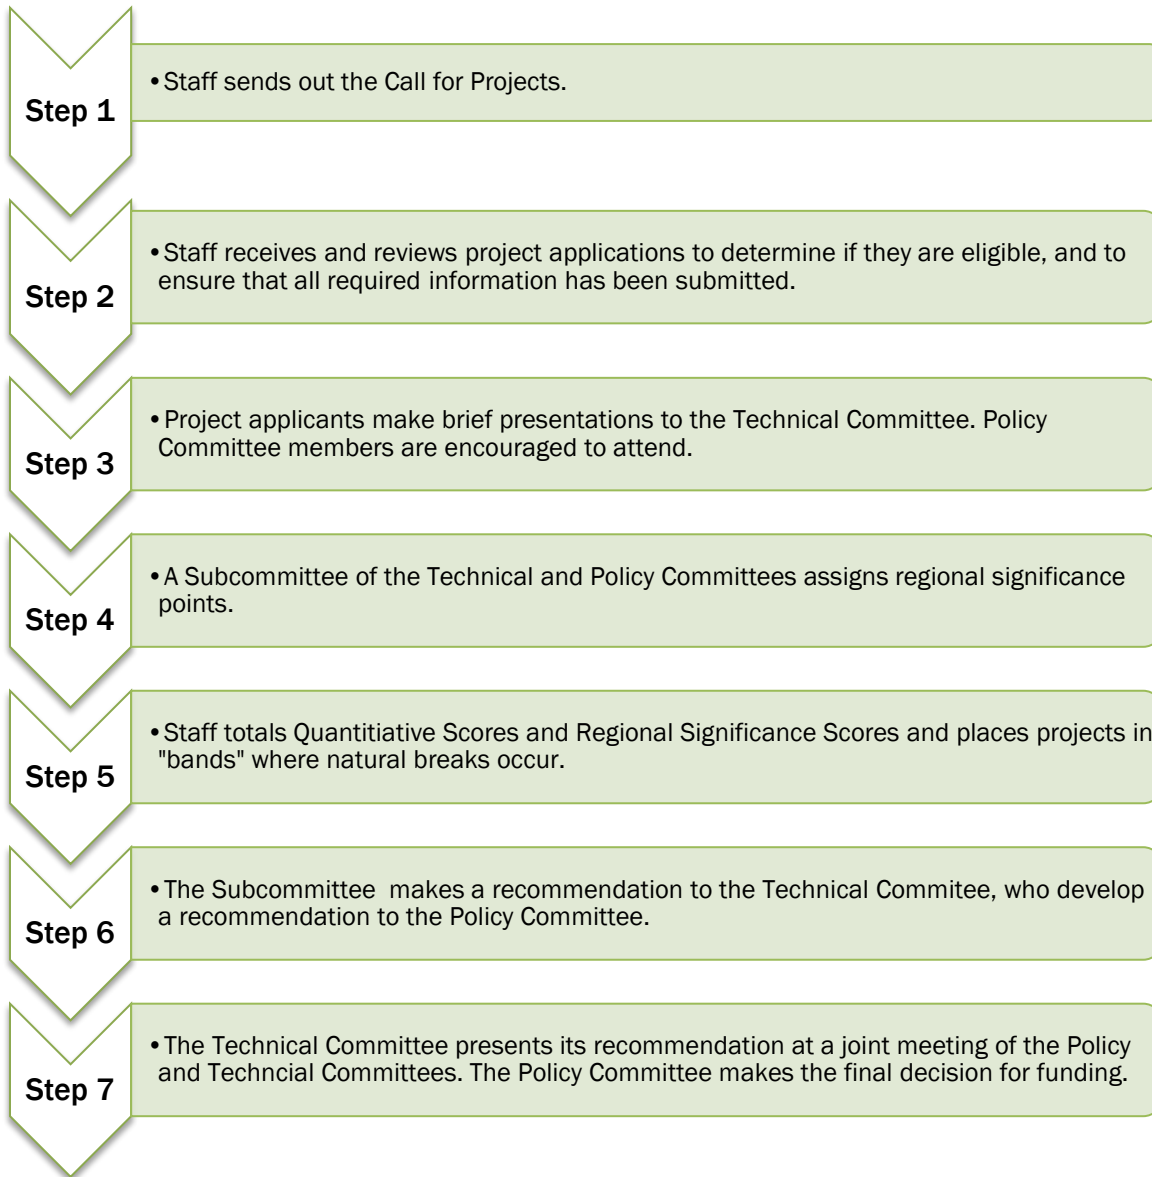 Step 1
•Staff sends out the Call for Projects.
Step 2
•Staff receives and reviews project applications to determine if they are eligible, and to
ensure that all required information has been submitted.
Step 3
•Project applicants make brief presentations to the Technical Committee. Policy
Committee members are encouraged to attend.
Step 4
•A Subcommittee of the Technical and Policy Committees assigns regional significance
points.
Step 5
•Staff totals Quantitiative Scores and Regional Significance Scores and places projects in
"bands" where natural breaks occur.
Step 6
•The Subcommittee  makes a recommendation to the Technical Commitee, who develop
a recommendation to the Policy Committee.
Step 7
•The Technical Committee presents its recommendation at a joint meeting of the Policy
and Techncial Committees. The Policy Committee makes the final decision for funding.